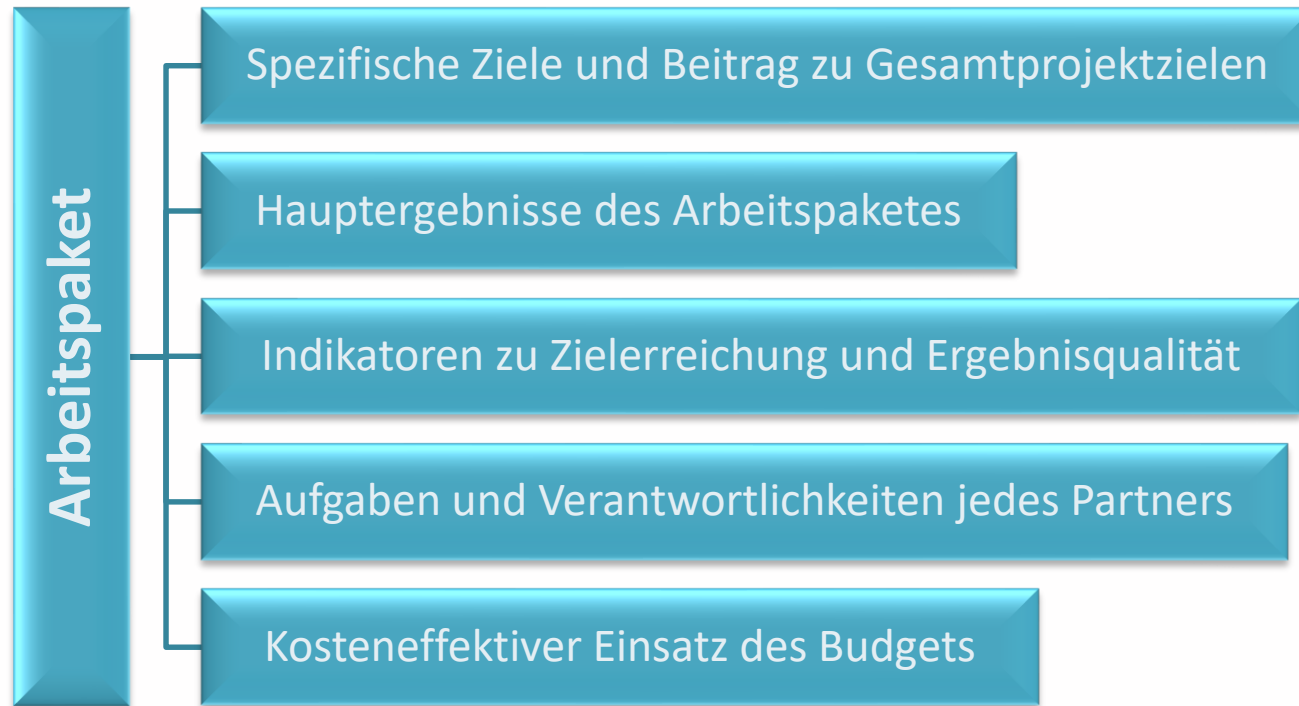 Arbeitspaket
Spezifische Ziele und Beitrag zu Gesamtprojektzielen
Hauptergebnisse des Arbeitspaketes
Indikatoren zu Zielerreichung und Ergebnisqualität
Aufgaben und Verantwortlichkeiten jedes Partners
Kosteneffektiver Einsatz des Budgets